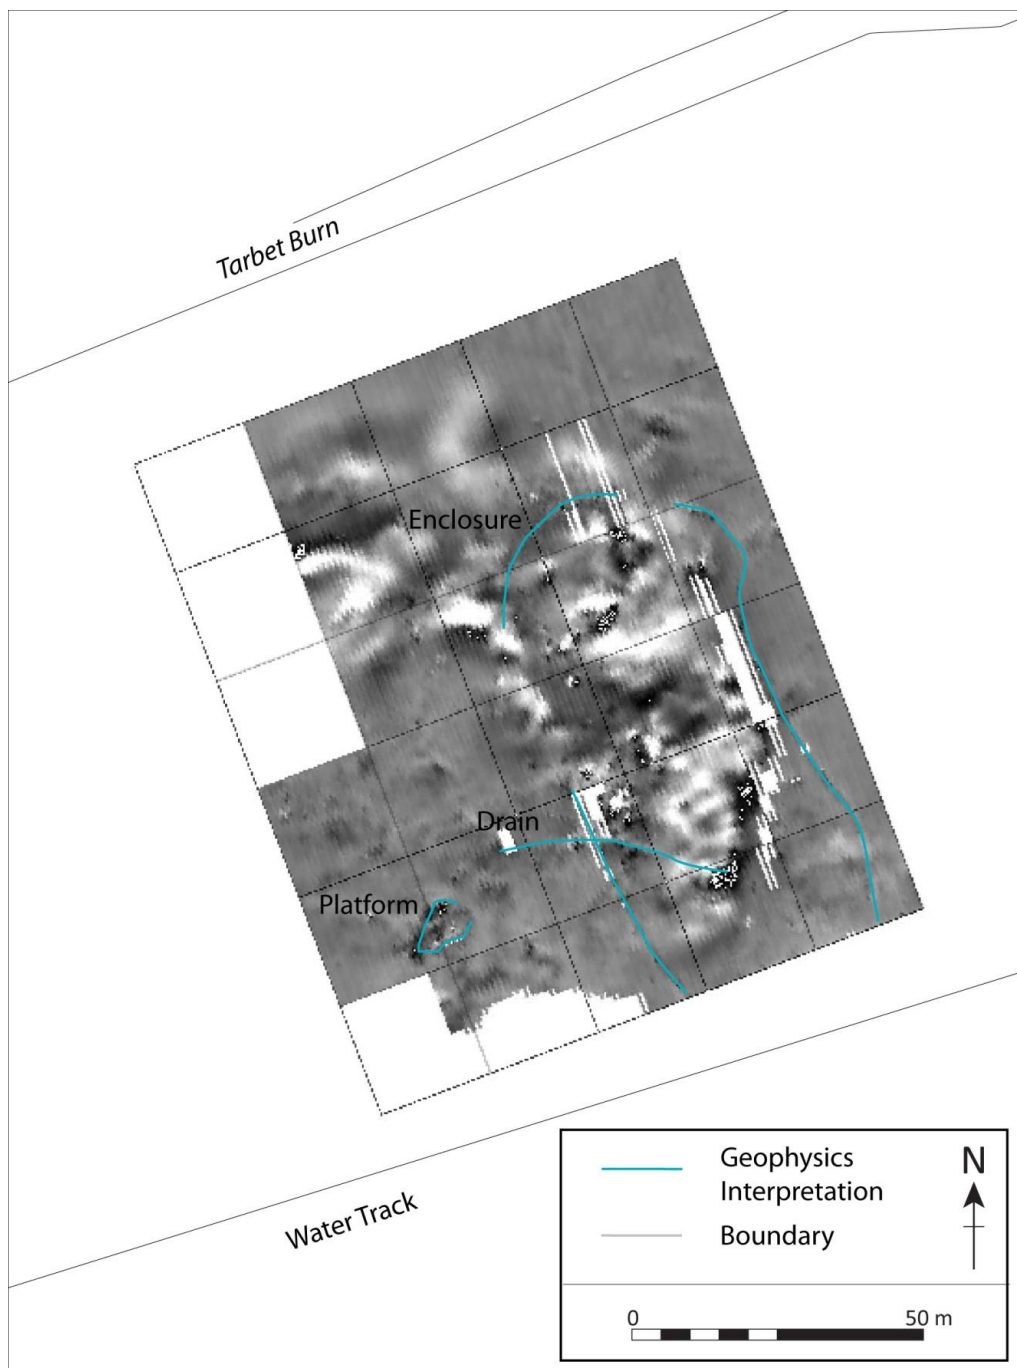 Tarbet Burn
Enclosure
Drain
Platform
Water Track
Geophysics
Interpretation
Boundary
N
0
50 m